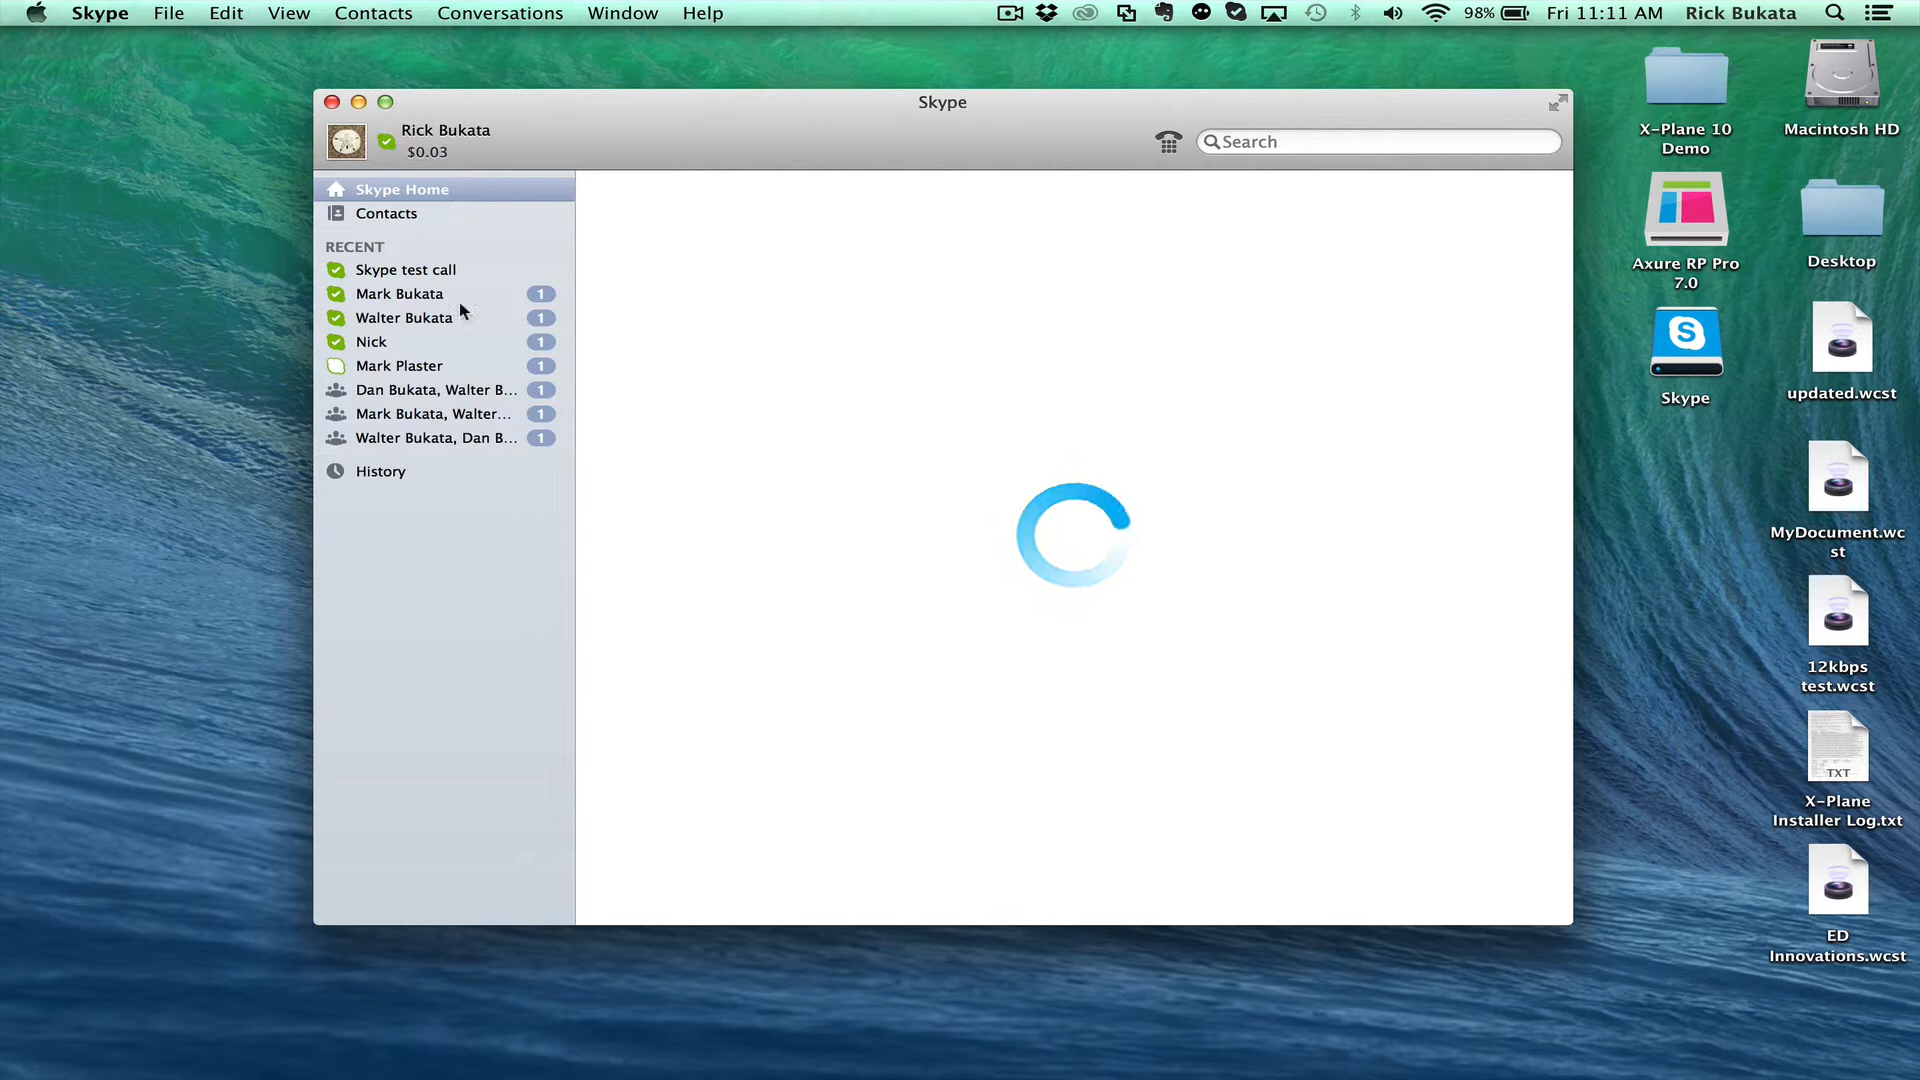 Skype File Edit View Contacts Conversations Window Help 98% Fri 11:11 AM Rick Bukata
Skype
Rick Bukata
$0.03
Search
Skype Home
Contacts
RECENT
Skype test call
Mark Bukata 1
Walter Bukata 1
Nick 1
Mark Plaster 1
Dan Bukata, Walter B... 1
Mark Bukata, Walter... 1
Walter Bukata, Dan B... 1
History
X-Plane 10
Demo
Macintosh HD
Axure RP Pro
7.0
Desktop
S
Skype
updated.wcst
MyDocument.wc
st
12kbps
test.wcst
TXT
X-Plane
Installer Log.txt
ED
Innovations.wcst